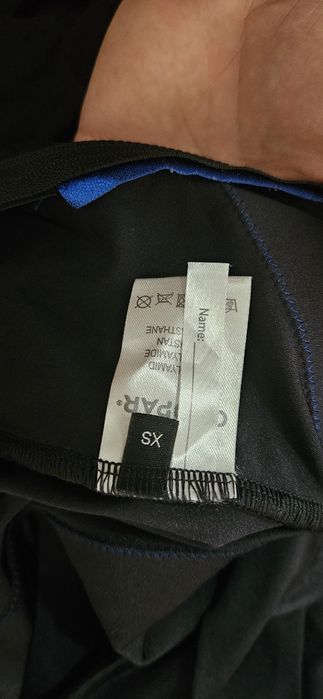 Name:
STHANE
STAN
LYAMIDE
LYAMID
PAR®
XS